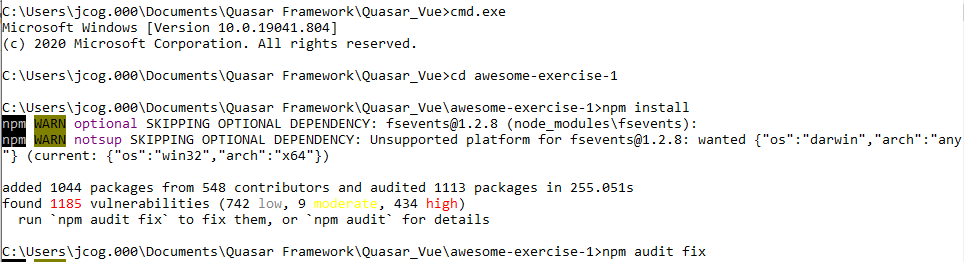 C:\Users\jcog.000\Documents\Quasar Framework\Quasar_Vue>cmd.exe
Microsoft Windows [Version 10.0.19041.804]
(c) 2020 Microsoft Corporation. All rights reserved.
C:\Users\jcog.000\Documents\Quasar Framework\Quasar_Vue>cd awesome-exercise-1
C:\Users\jcog.000\Documents\Quasar Framework\Quasar_Vue\awesome-exercise-1>npm install
npm WARN optional SKIPPING OPTIONAL DEPENDENCY: fsevents@1.2.8 (node_modules\fsevents):
npm WARN notsup SKIPPING OPTIONAL DEPENDENCY: Unsupported platform for fsevents@1.2.8: wanted {"os":"darwin","arch":"any
"} (current: {"os":"win32","arch":"x64"})
added 1044 packages from 548 contributors and audited 1113 packages in 255.051s
found 1185 vulnerabilities (742 low, 9 moderate, 434 high)
run `npm audit fix` to fix them, or `npm audit` for details
C:\Users\jcog.000\Documents\Quasar Framework\Quasar_Vue\awesome-exercise-1>npm audit fix